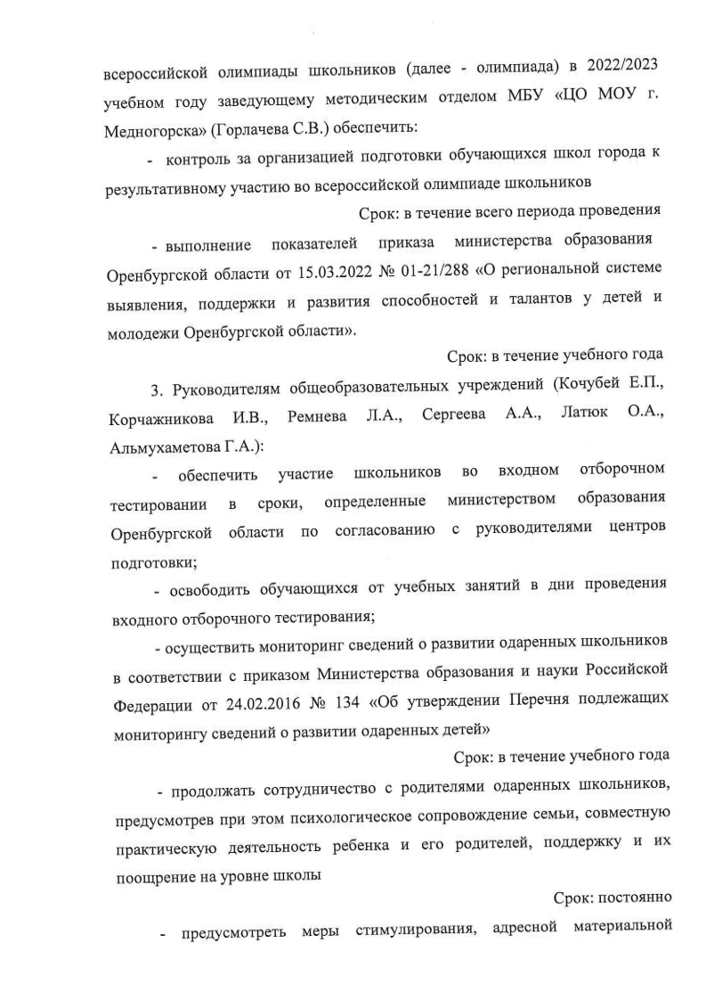 всероссийской олимпиады школьников (далее - олимпиада) в 2022/2023
учебном году заведующему методическим отделом МБУ «ЦО МОУ г.
Медногорска» (Горлачева С.В.) обеспечить:
- контроль за организацией подготовки обучающихся школ города к
результативному участию во всероссийской олимпиаде школьников
Срок: в течение всего периода проведения
- выполнение показателей приказа министерства образования
Оренбургской области от 15.03.2022 № 01-21/288 «О региональной системе
выявления, поддержки и развития способностей и талантов у детей и
молодежи Оренбургской области».
Срок: в течение учебного года
3. Руководителям общеобразовательных учреждений (Кочубей Е.П.,
Корчажникова И.В., Ремнева Л.А., Сергеева А.А., Латюк О.А.,
Альмухаметова Г.А.):
- обеспечить участие школьников во входном отборочном
тестировании в сроки, определенные министерством образования
Оренбургской области по согласованию с руководителями центров
подготовки;
- освободить обучающихся от учебных занятий в дни проведения
входного отборочного тестирования;
- осуществить мониторинг сведений о развитии одаренных школьников
в соответствии с приказом Министерства образования и науки Российской
Федерации от 24.02.2016 № 134 «Об утверждении Перечня подлежащих
мониторингу сведений о развитии одаренных детей»
Срок: в течение учебного года
- продолжать сотрудничество с родителями одаренных школьников,
предусмотрев при этом психологическое сопровождение семьи, совместную
практическую деятельность ребенка и его родителей, поддержку и их
поощрение на уровне школы
Срок: постоянно
- предусмотреть меры стимулирования, адресной материальной